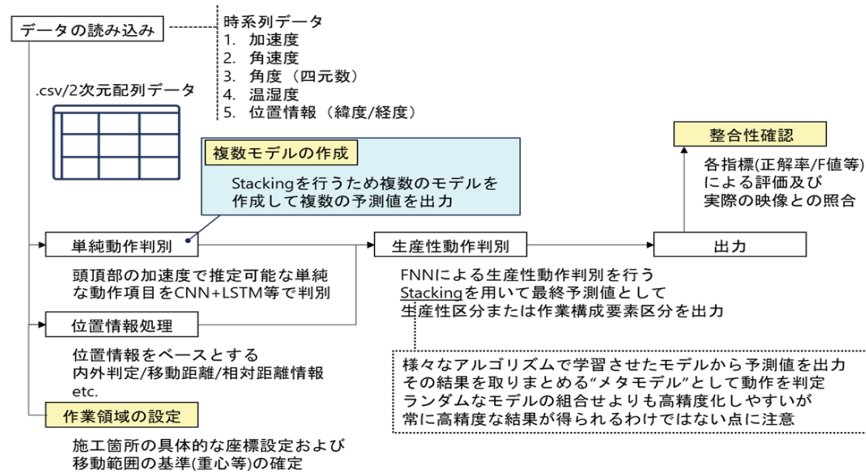 データの読み込み
時系列データ
1. 加速度
2. 角速度
3. 角度（四元数）
4. 温湿度
5. 位置情報（緯度/経度）
.csv/2次元配列データ
複数モデルの作成
Stackingを行うため複数のモデルを
作成して複数の予測値を出力
整合性確認
各指標(正解率/F値等)
による評価及び
実際の映像との照合
単純動作判別
頭頂部の加速度で推定可能な単純
な動作項目をCNN+LSTM等で判別
生産性動作判別
FNNによる生産性動作判別を行う
Stackingを用いて最終予測値として
生産性区分または作業構成要素区分を出力
出力
位置情報処理
位置情報をベースとする
内外判定/移動距離/相対距離情報
etc.
様々なアルゴリズムで学習させたモデルから予測値を出力
その結果を取りまとめる“メタモデル”として動作を判定
ランダムなモデルの組合せよりも高精度化しやすいが
常に高精度な結果が得られるわけではない点に注意
作業領域の設定
施工箇所の具体的な座標設定および
移動範囲の基準(重心等)の確定